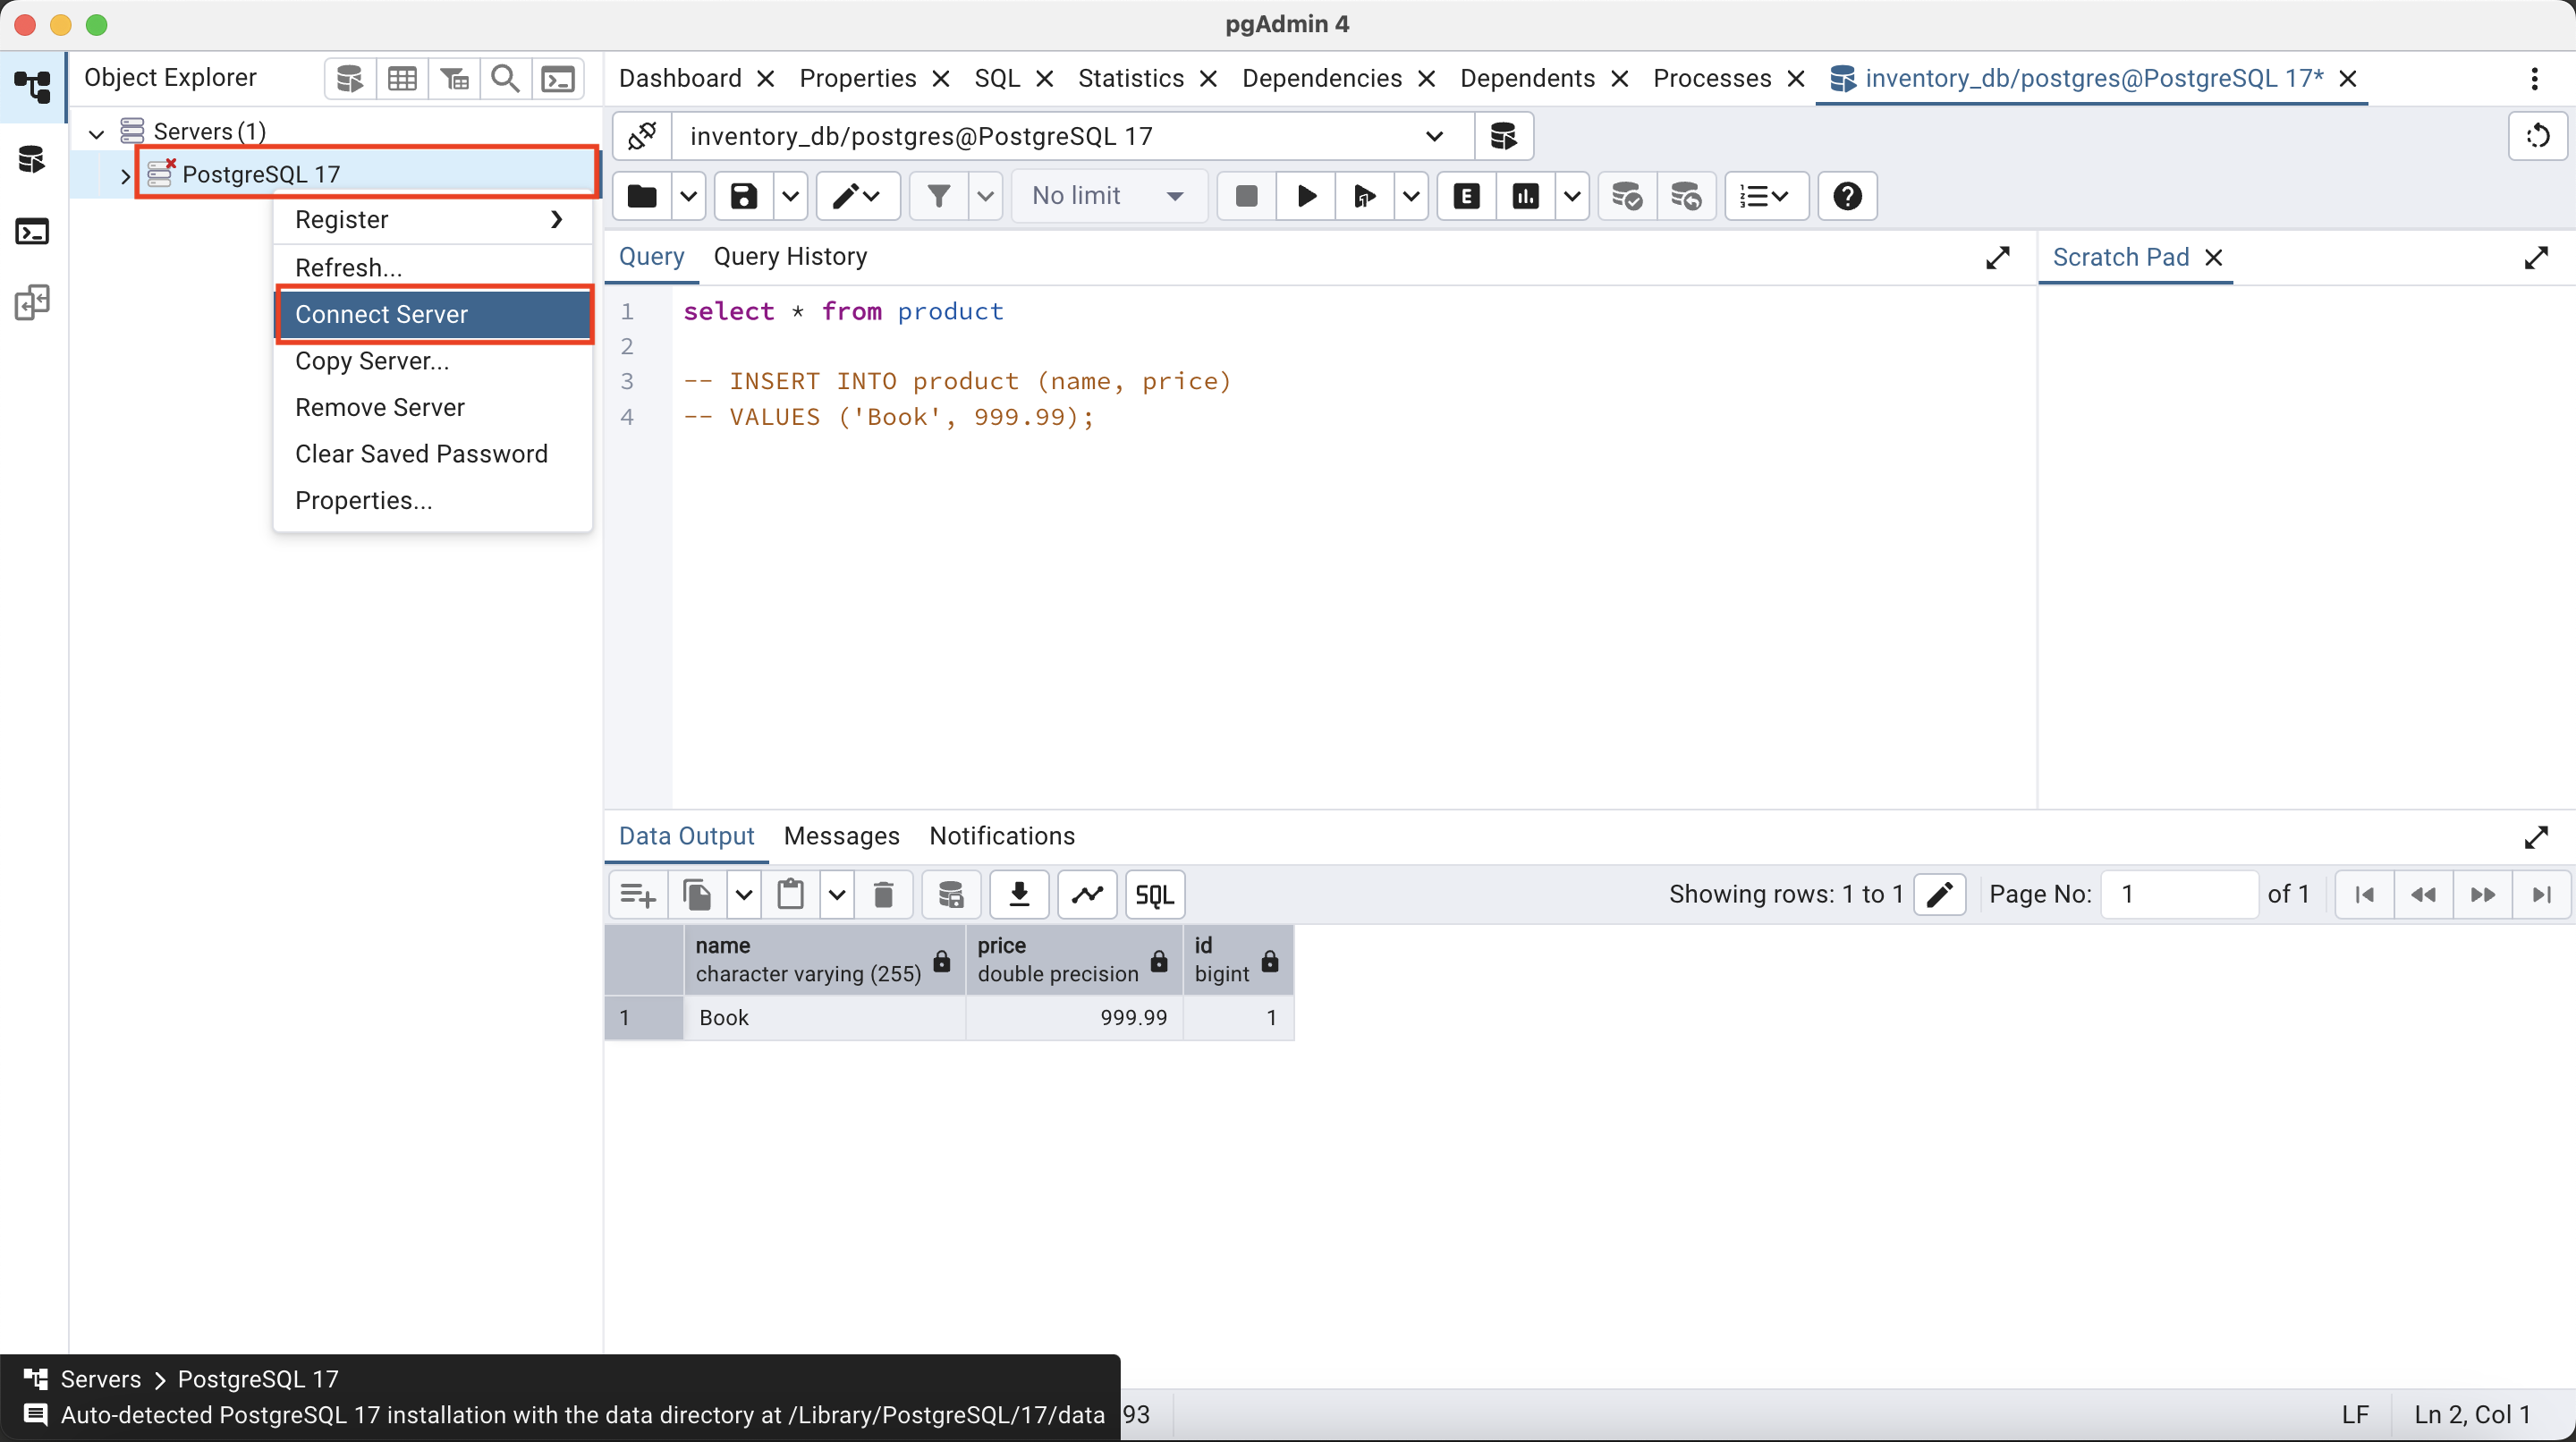 pgAdmin 4
Object Explorer
Dashboard Properties SQL Statistics Dependencies Dependents Processes inventory_db/postgres@PostgreSQL 17*
Servers (1)
PostgreSQL 17
Register
Refresh...
Connect Server
Copy Server...
Remove Server
Clear Saved Password
Properties...
inventory_db/postgres@PostgreSQL 17
No limit
E
Query Query History
Scratch Pad
1 select * from product
2
3 -- INSERT INTO product (name, price)
4 -- VALUES ('Book', 999.99);
Data Output Messages Notifications
SQL
Showing rows: 1 to 1
Page No: 1 of 1
name price id
character varying (255) double precision bigint
1 Book 999.99 1
Servers > PostgreSQL 17
Auto-detected PostgreSQL 17 installation with the data directory at /Library/PostgreSQL/17/data
93
LF
Ln 2, Col 1